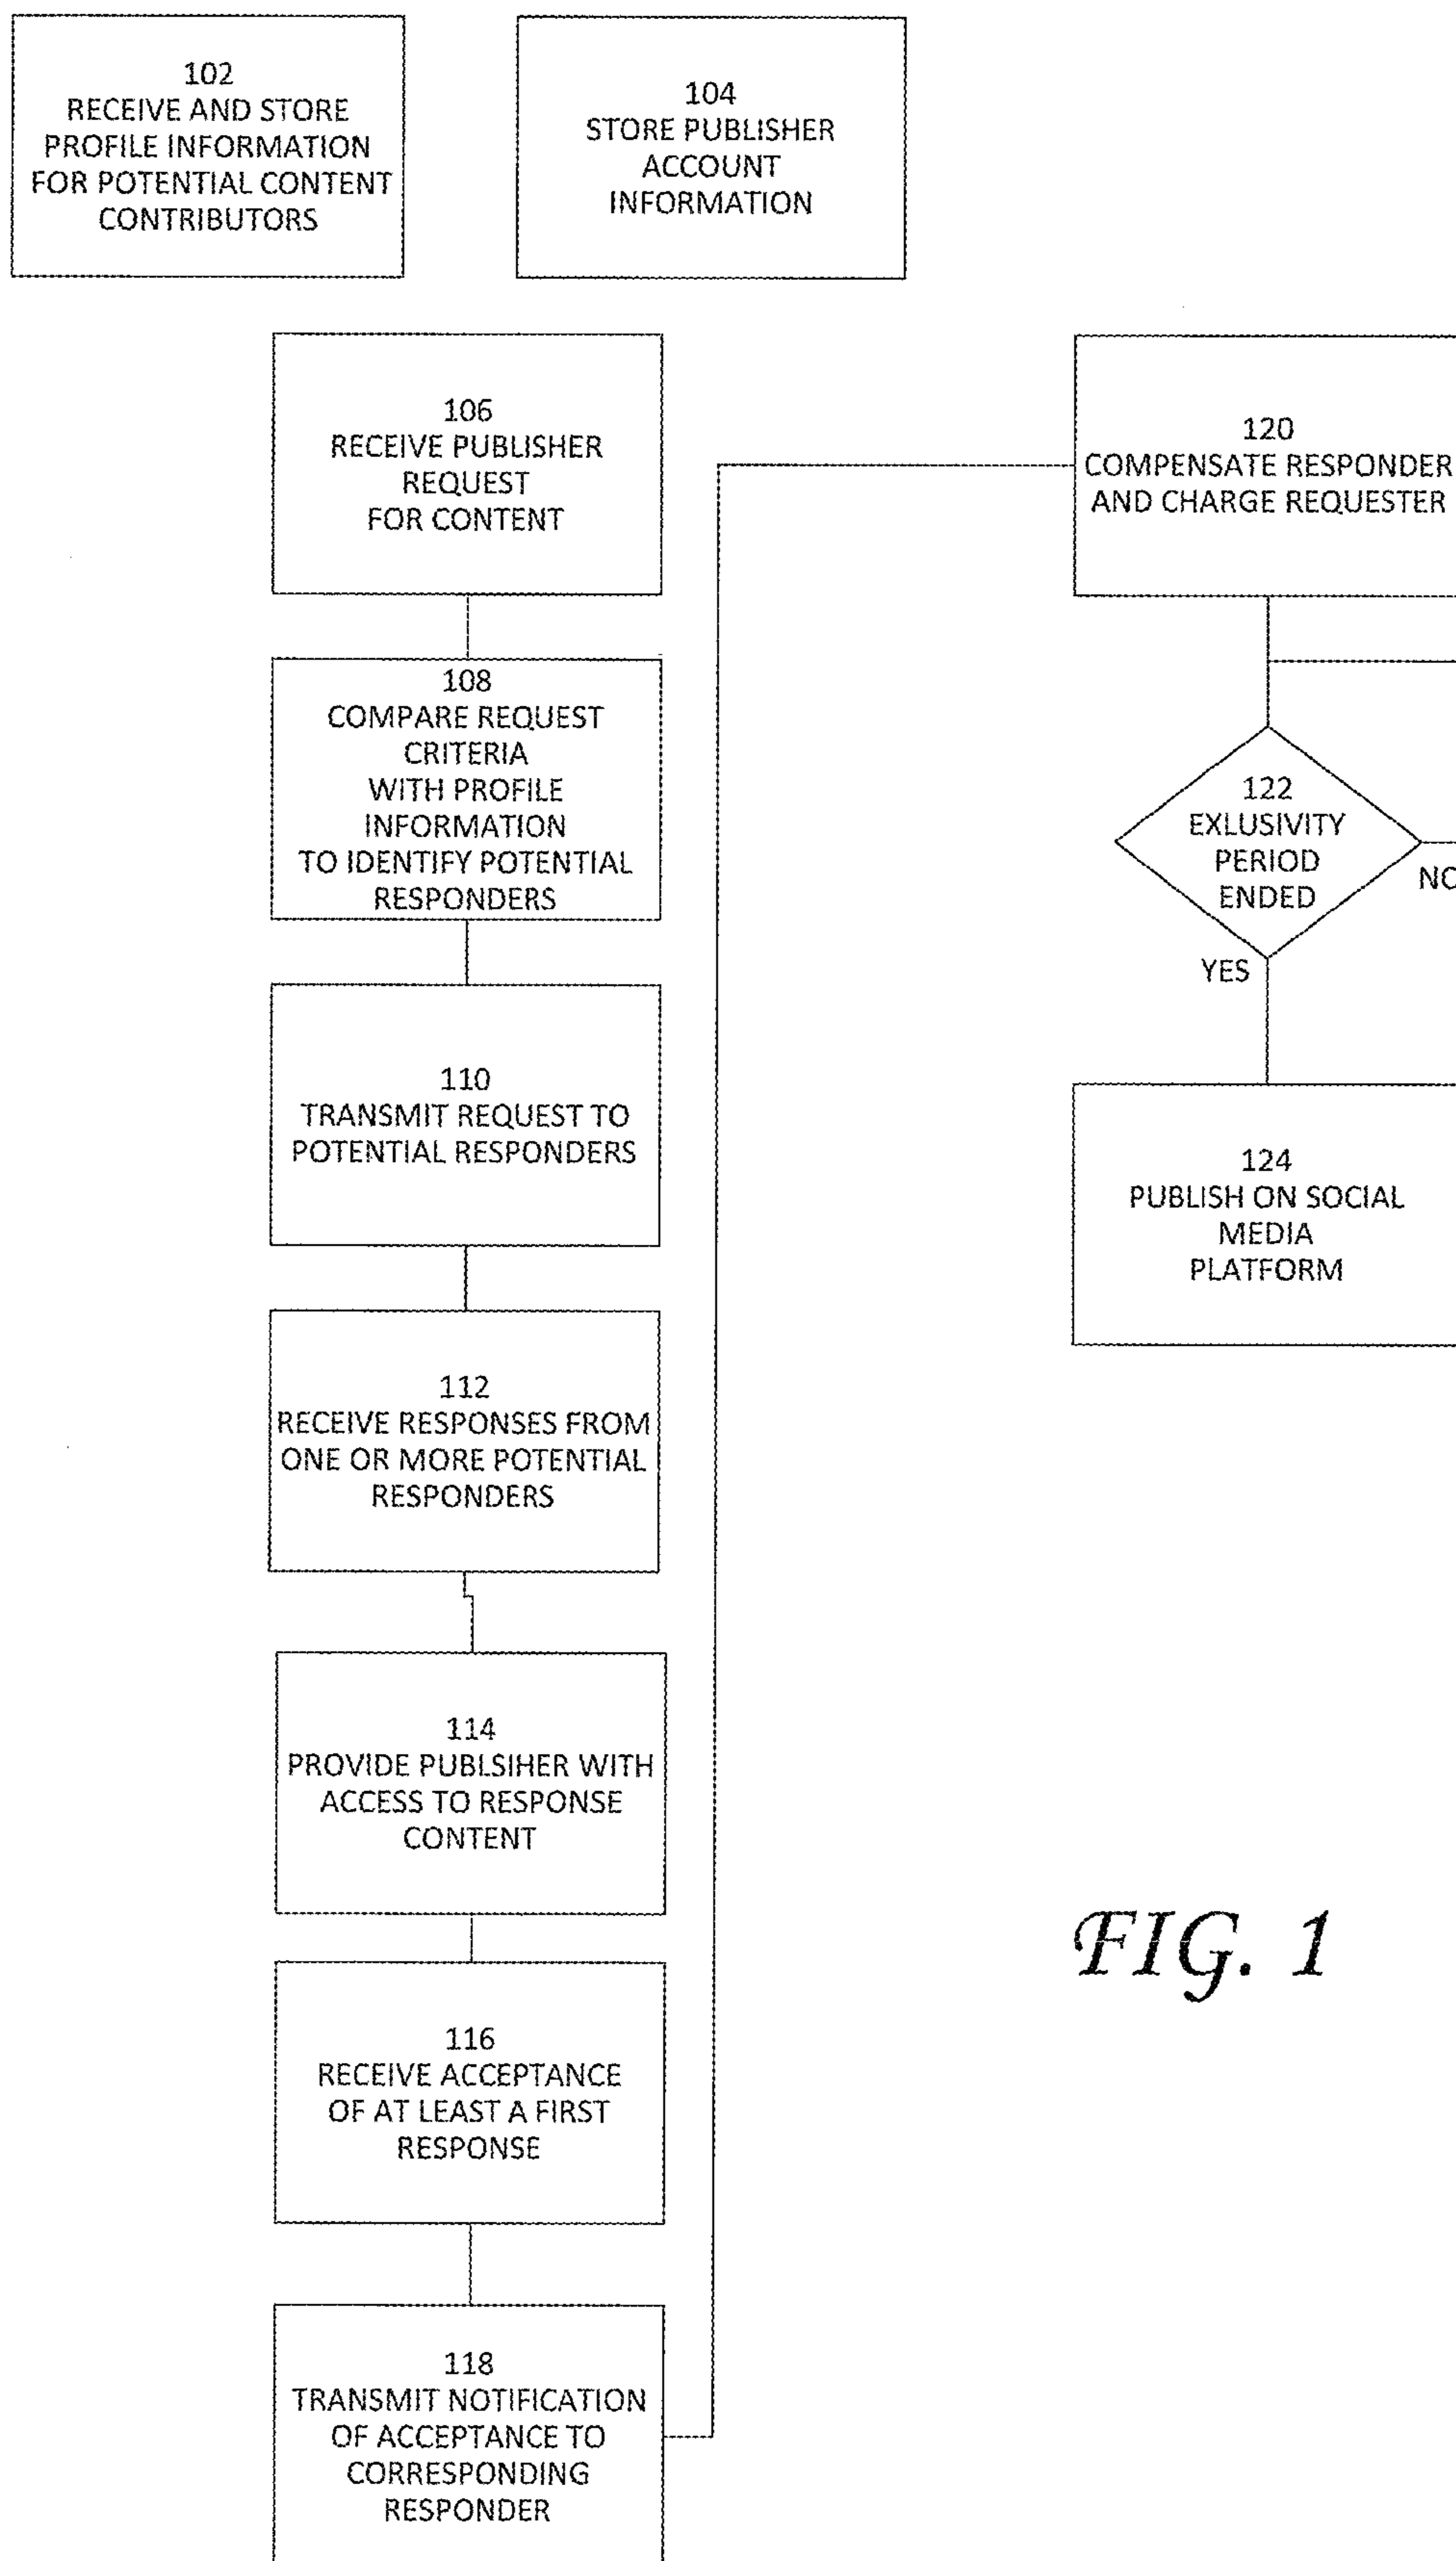 102
RECEIVE AND STORE
PROFILE INFORMATION
FOR POTENTIAL CONTENT
CONTRIBUTORS
104
STORE PUBLISHER
ACCOUNT
INFORMATION
106
RECEIVE PUBLISHER
REQUEST
FOR CONTENT
108
COMPARE REQUEST
CRITERIA
WITH PROFILE
INFORMATION
TO IDENTIFY POTENTIAL
RESPONDERS
110
TRANSMIT REQUEST TO
POTENTIAL RESPONDERS
112
RECEIVE RESPONSES FROM
ONE OR MORE POTENTIAL
RESPONDERS
114
PROVIDE PUBLSIHER WITH
ACCESS TO RESPONSE
CONTENT
116
RECEIVE ACCEPTANCE
OF AT LEAST A FIRST
RESPONSE
118
TRANSMIT NOTIFICATION
OF ACCEPTANCE TO
CORRESPONDING
RESPONDER
120
COMPENSATE RESPONDER
AND CHARGE REQUESTER
122
EXLUSIVITY
PERIOD
ENDED
NO
YES
124
PUBLISH ON SOCIAL
MEDIA
PLATFORM
FIG. 1